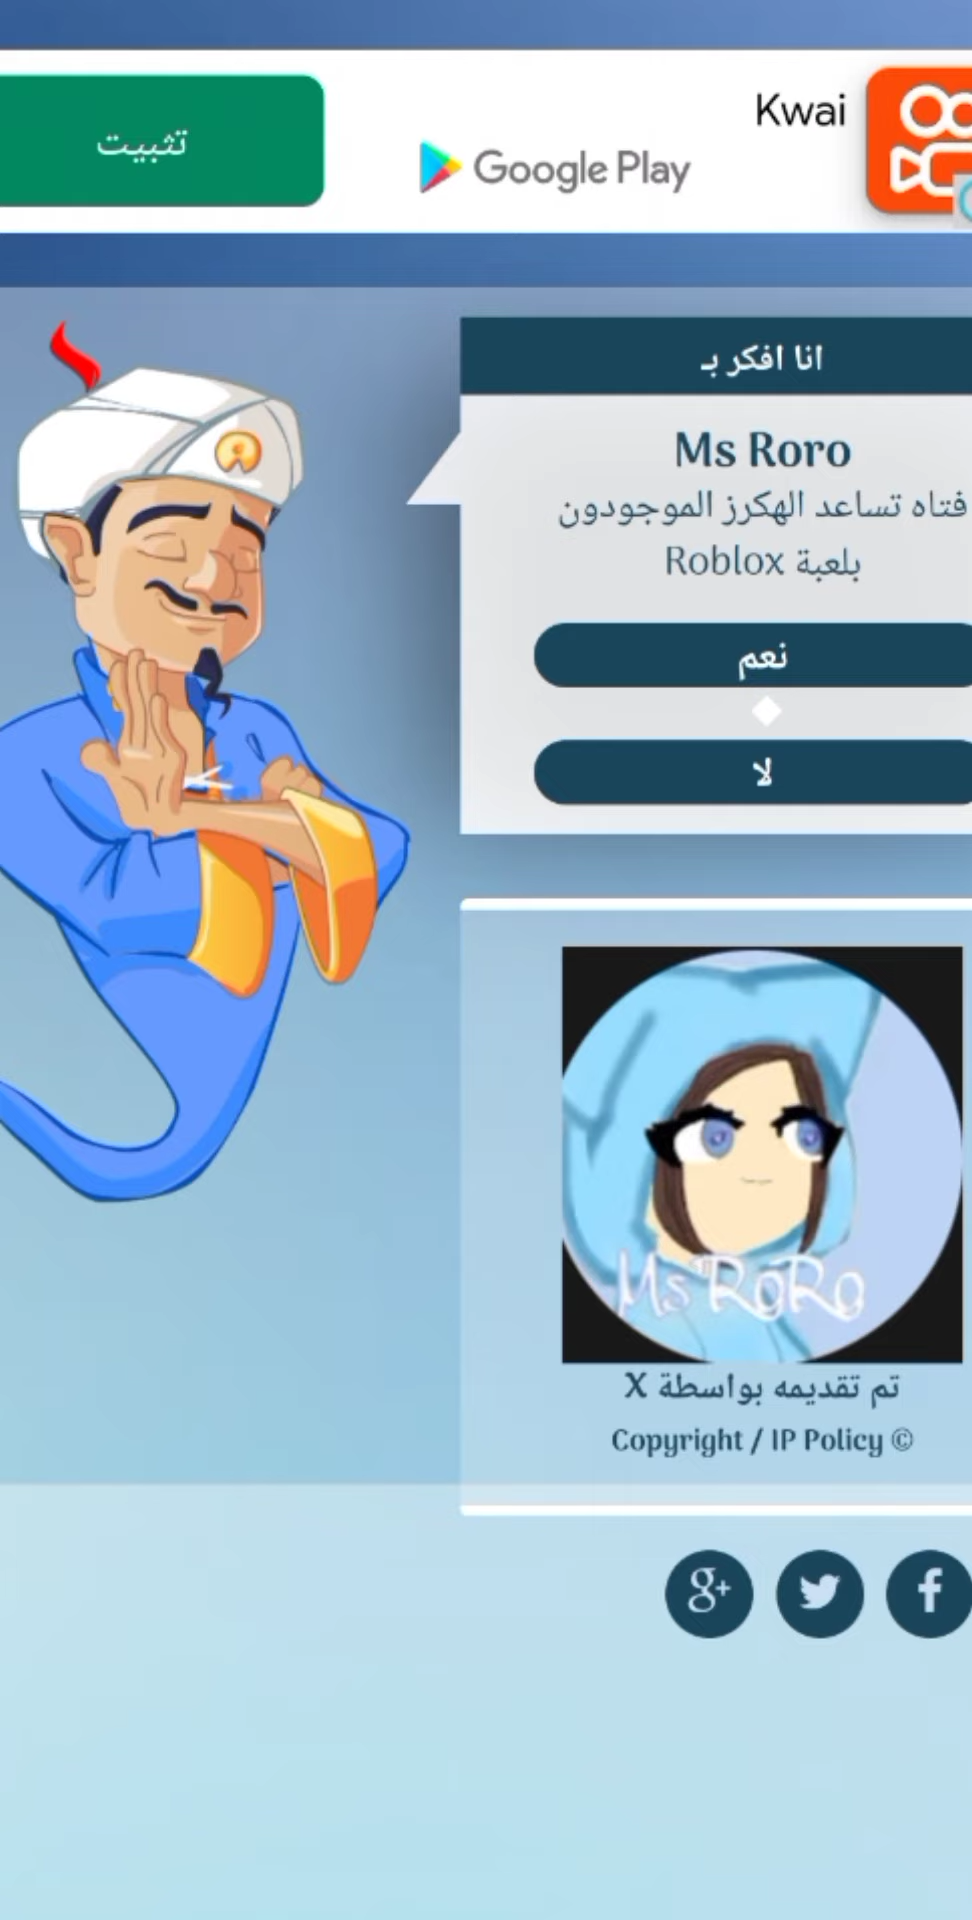 Kwai
Google Play
تثبيت
انا افكر بـ
Ms Roro
فتاه تساعد الهكرز الموجودون
بلعبة Roblox
نعم
لا
Ms RoRo
تم تقديمه بواسطة X
Copyright / IP Policy ©